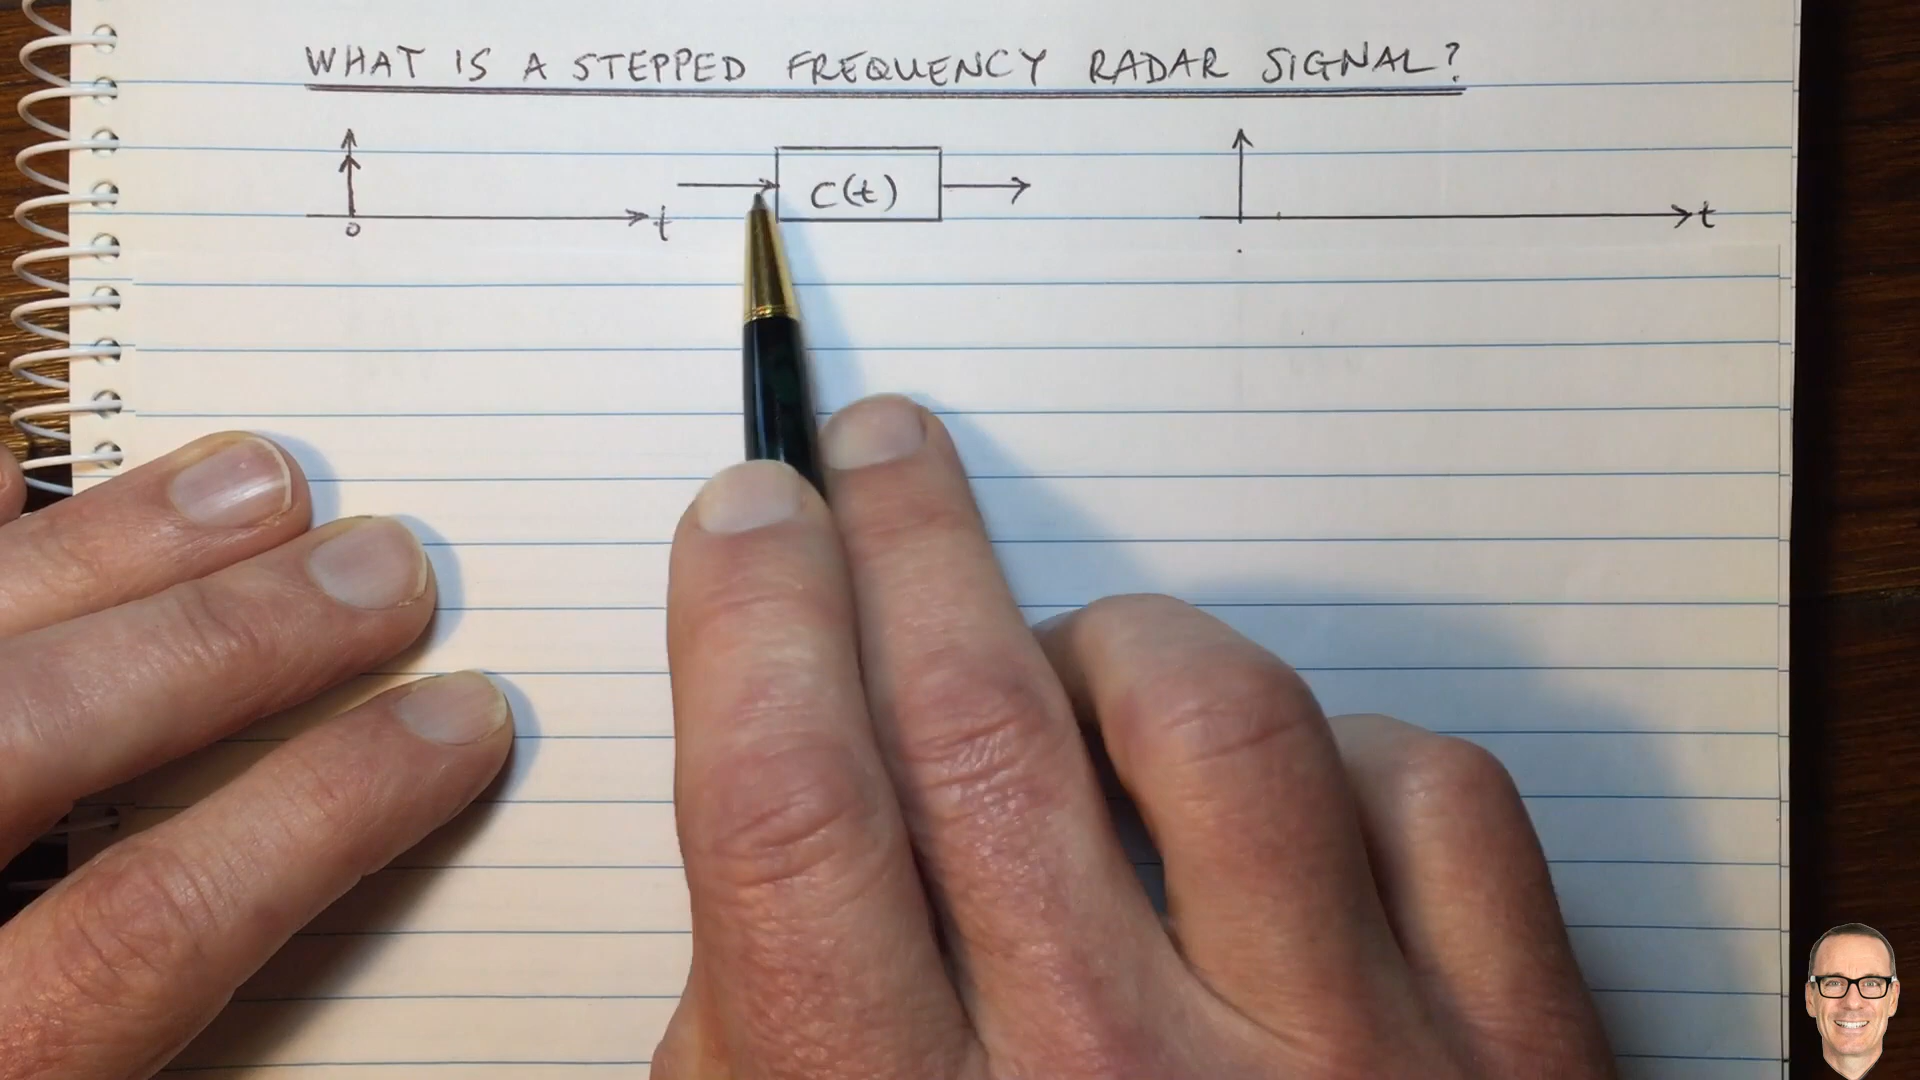 WHAT IS A STEPPED FREQUENCY RADAR SIGNAL?
0
t
C(t)
t